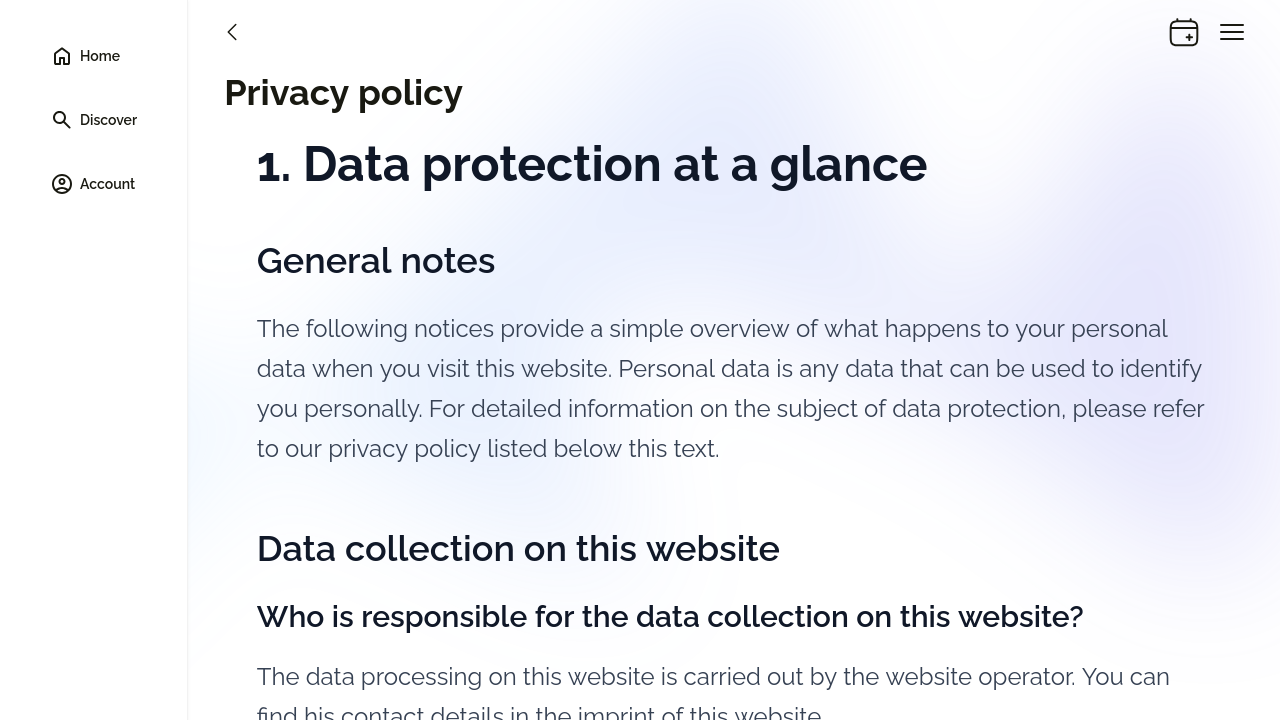 Home
Discover
Account
Privacy policy
1. Data protection at a glance
General notes
The following notices provide a simple overview of what happens to your personal
data when you visit this website. Personal data is any data that can be used to identify
you personally. For detailed information on the subject of data protection, please refer
to our privacy policy listed below this text.
Data collection on this website
Who is responsible for the data collection on this website?
The data processing on this website is carried out by the website operator. You can
find his contact details in the imprint of this website.